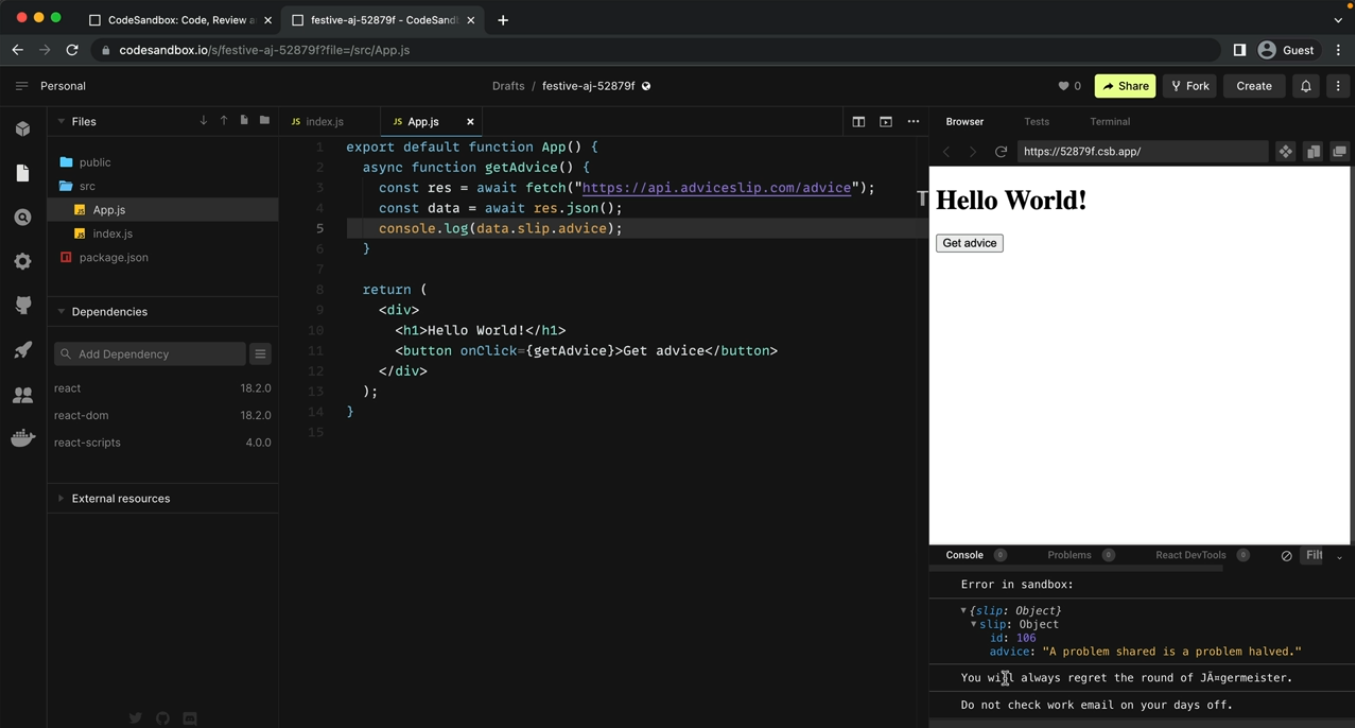 CodeSandbox: Code, Review a
festive-aj-52879f - CodeSandb
codesandbox.io/s/festive-aj-52879f?file=/src/App.js
Guest
Personal
Drafts / festive-aj-52879f
0
Share
Fork
Create
Files
public
src
JS App.js
JS index.js
package.json
Dependencies
Add Dependency
react 18.2.0
react-dom 18.2.0
react-scripts 4.0.0
External resources
JS index.js
JS App.js
1 export default function App() {
2 async function getAdvice() {
3 const res = await fetch("https://api.adviceslip.com/advice");
4 const data = await res.json();
5 console.log(data.slip.advice);
6 }
7
8 return (
9 <div>
10 <h1>Hello World!</h1>
11 <button onClick={getAdvice}>Get advice</button>
12 </div>
13 );
14 }
15
T
Browser
Tests
Terminal
https://52879f.csb.app/
Hello World!
Get advice
Console 0
Problems 0
React DevTools 0
Filt
Error in sandbox:
{slip: Object}
slip: Object
id: 106
advice: "A problem shared is a problem halved."
You will always regret the round of JÃ¤germeister.
Do not check work email on your days off.